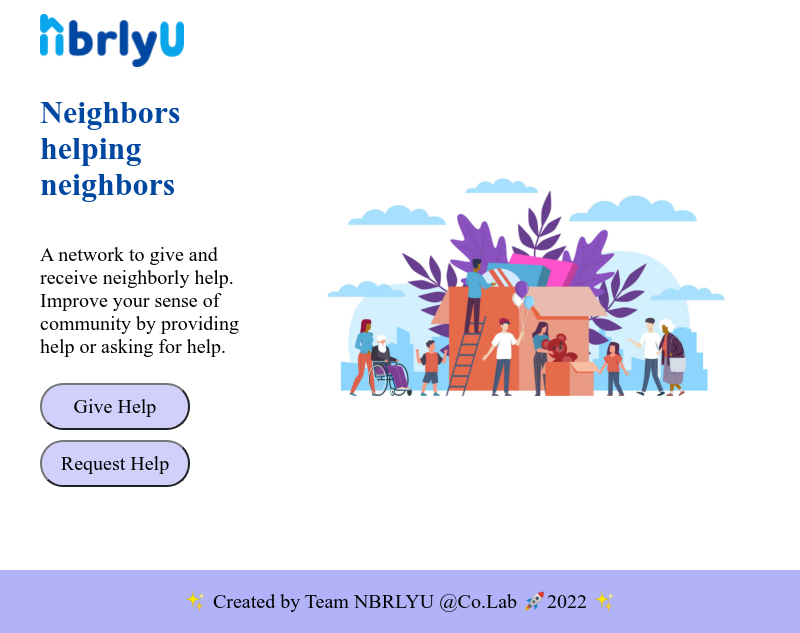 nbrlyU
Neighbors
helping
neighbors
A network to give and
receive neighborly help.
Improve your sense of
community by providing
help or asking for help.
Give Help
Request Help
✨ Created by Team NBRLYU @Co.Lab 🚀2022 ✨